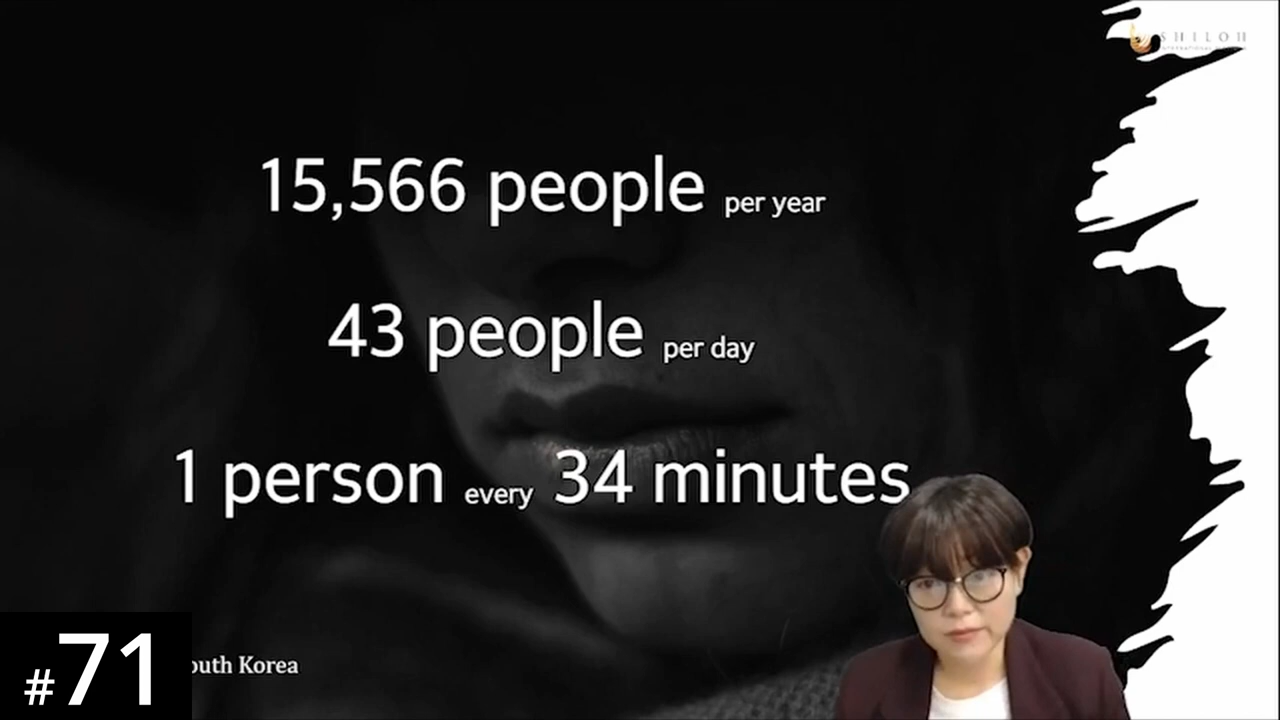 SHILOH
15,566 people per year
43 people per day
1 person every 34 minutes
outh Korea
#71